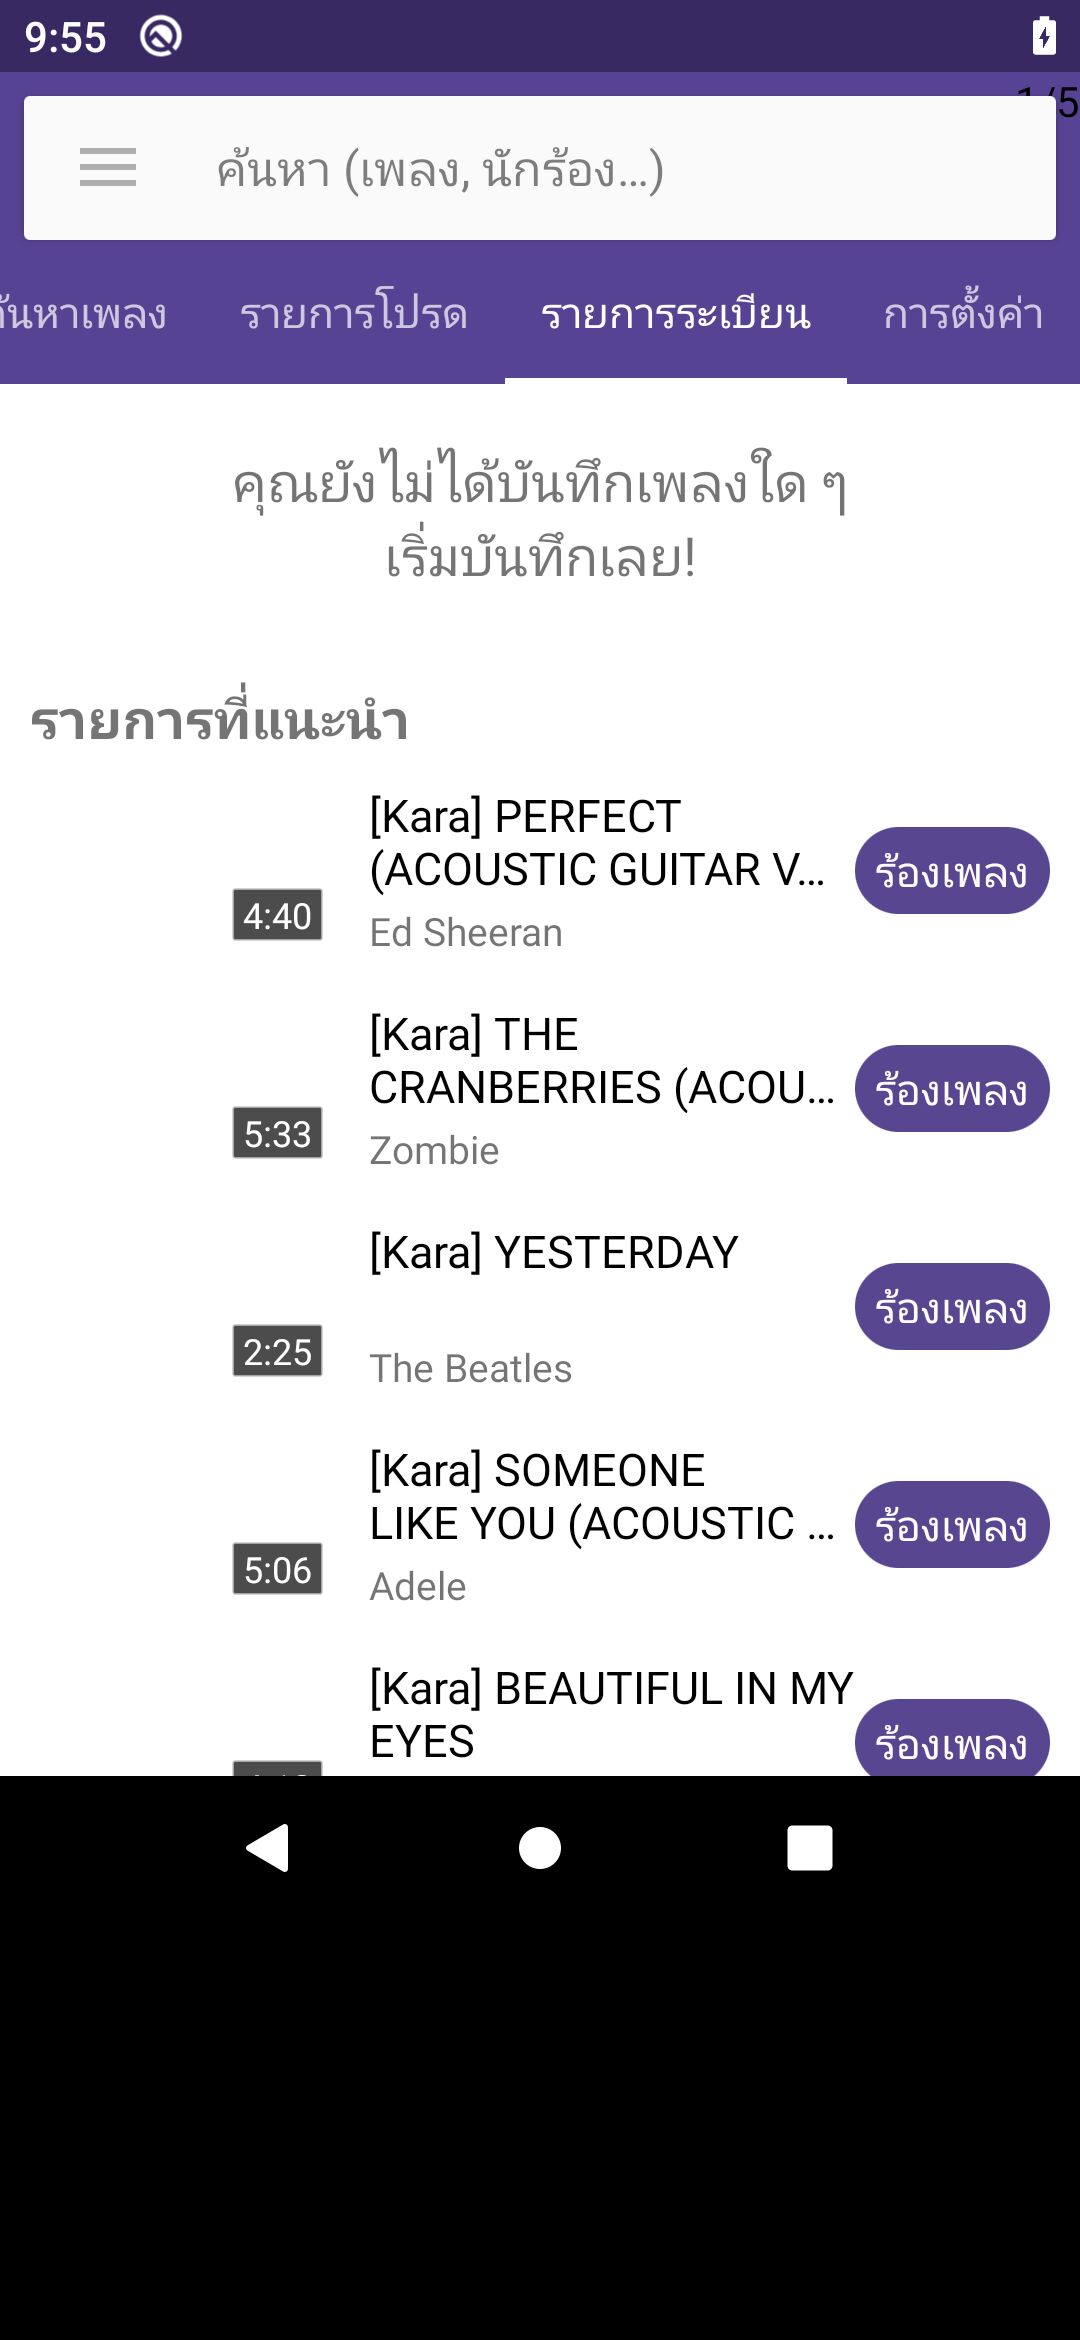 9:55
1/5
ค้นหา (เพลง, นักร้อง...)
ค้นหาเพลง
รายการโปรด
รายการระเบียน
การตั้งค่า
คุณยังไม่ได้บันทึกเพลงใด ๆ
เริ่มบันทึกเลย!
รายการที่แนะนำ
[Kara] PERFECT
(ACOUSTIC GUITAR V...
ร้องเพลง
4:40
Ed Sheeran
[Kara] THE
CRANBERRIES (ACOU...
ร้องเพลง
5:33
Zombie
[Kara] YESTERDAY
ร้องเพลง
2:25
The Beatles
[Kara] SOMEONE
LIKE YOU (ACOUSTIC ...
ร้องเพลง
5:06
Adele
[Kara] BEAUTIFUL IN MY
EYES
ร้องเพลง